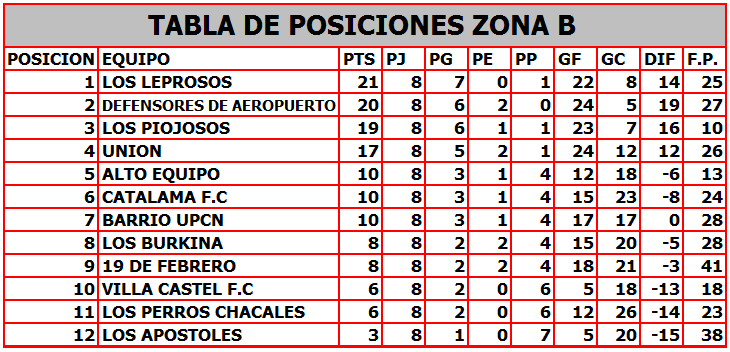 TABLA DE POSICIONES ZONA B
POSICION EQUIPO PTS PJ PG PE PP GF GC DIF F.P.
1 LOS LEPROSOS 21 8 7 0 1 22 8 14 25
2 DEFENSORES DE AEROPUERTO 20 8 6 2 0 24 5 19 27
3 LOS PIOJOSOS 19 8 6 1 1 23 7 16 10
4 UNION 17 8 5 2 1 24 12 12 26
5 ALTO EQUIPO 10 8 3 1 4 12 18 -6 13
6 CATALAMA F.C 10 8 3 1 4 15 23 -8 24
7 BARRIO UPCN 10 8 3 1 4 17 17 0 28
8 LOS BURKINA 8 8 2 2 4 15 20 -5 28
9 19 DE FEBRERO 8 8 2 2 4 18 21 -3 41
10 VILLA CASTEL F.C 6 8 2 0 6 5 18 -13 18
11 LOS PERROS CHACALES 6 8 2 0 6 12 26 -14 23
12 LOS APOSTOLES 3 8 1 0 7 5 20 -15 38